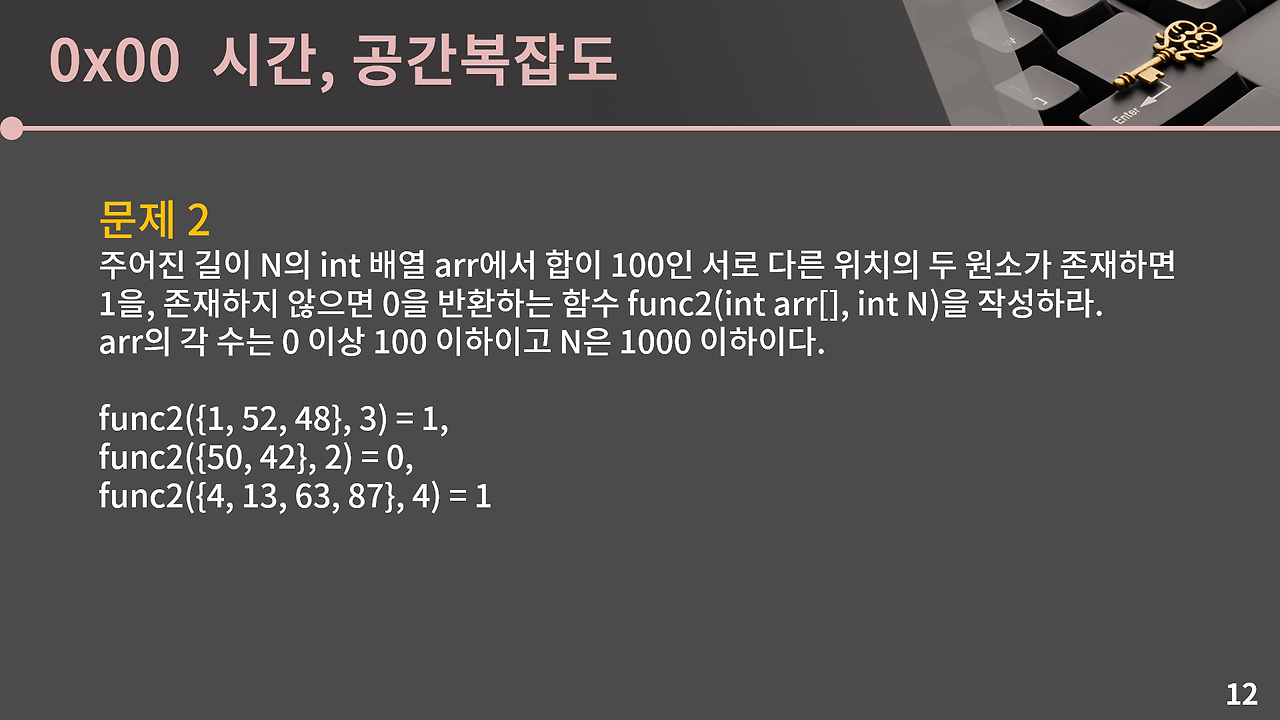 0x00 시간, 공간복잡도
Enter
문제 2
주어진 길이 N의 int 배열 arr에서 합이 100인 서로 다른 위치의 두 원소가 존재하면
1을, 존재하지 않으면 0을 반환하는 함수 func2(int arr[], int N)을 작성하라.
arr의 각 수는 0 이상 100 이하이고 N은 1000 이하이다.
func2({1, 52, 48}, 3) = 1,
func2({50, 42}, 2) = 0,
func2({4, 13, 63, 87}, 4) = 1
12